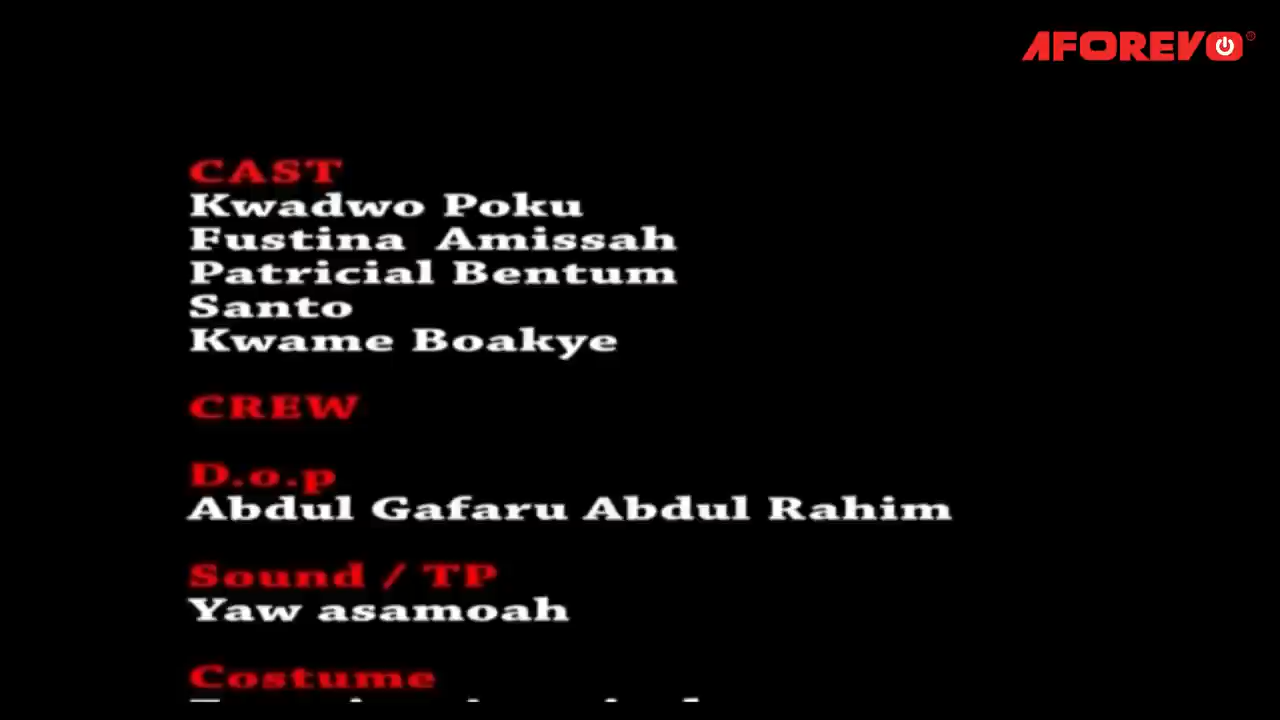 AFOREVO
CAST
Kwadwo Poku
Fustina Amissah
Patricial Bentum
Santo
Kwame Boakye
CREW
D.o.p
Abdul Gafaru Abdul Rahim
Sound / TP
Yaw asamoah
Costume